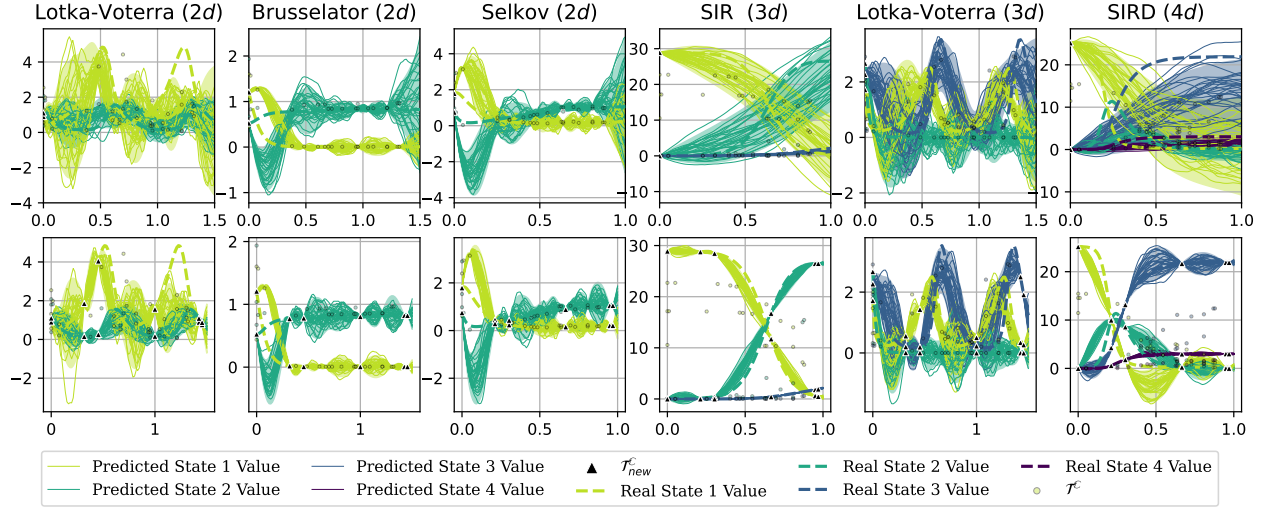 Lotka-Voterra (2d) Brusselator (2d) Selkov (2d) SIR (3d) Lotka-Voterra (3d) SIRD (4d)
4 2 0 −2 −4
0.0 0.5 1.0 1.5
2 1 0 −1
0.0 0.5 1.0 1.5
4 2 0 −2 −4
0.0 0.5 1.0
30 20 10 0 −10
0.0 0.5 1.0
2 0 −2
0.0 0.5 1.0 1.5
30 20 10 0 −10
0.0 0.5 1.0
4 2 0 −2
0 1
2 1 0
0 1
2 0 −2
0.0 0.5 1.0
30 20 10 0
0.0 0.5 1.0
2 0
0 1
20 10 0
0.0 0.5 1.0
Predicted State 1 Value Predicted State 3 Value 𝒯ᶜnew Real State 2 Value Real State 4 Value
Predicted State 2 Value Predicted State 4 Value Real State 1 Value Real State 3 Value 𝒯ᶜ